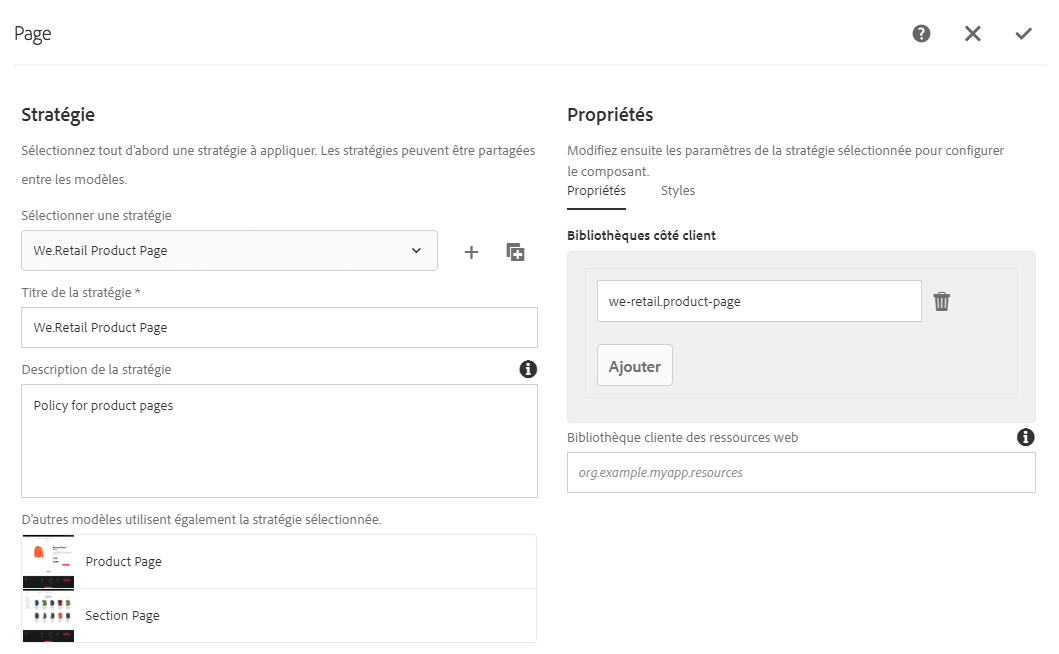 Page
Stratégie
Sélectionnez tout d’abord une stratégie à appliquer. Les stratégies peuvent être partagées
entre les modèles.
Sélectionner une stratégie
We.Retail Product Page
Titre de la stratégie *
We.Retail Product Page
Description de la stratégie
Policy for product pages
D’autres modèles utilisent également la stratégie sélectionnée.
Product Page
Section Page
Propriétés
Modifiez ensuite les paramètres de la stratégie sélectionnée pour configurer
le composant.
Propriétés Styles
Bibliothèques côté client
we-retail.product-page
Ajouter
Bibliothèque cliente des ressources web
org.example.myapp.resources